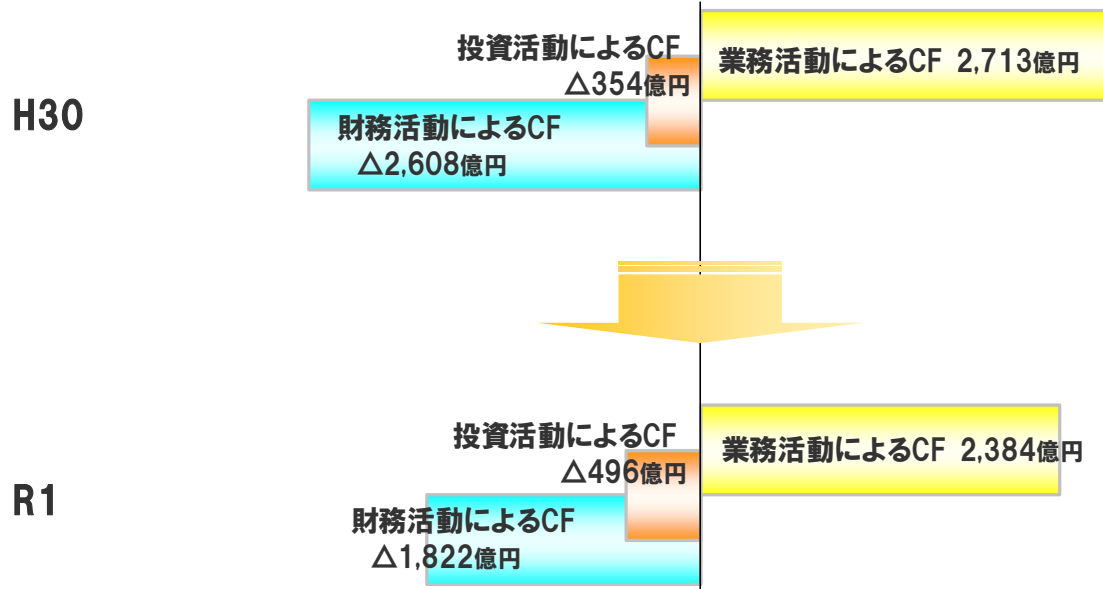 H30
投資活動によるCF
△354億円
業務活動によるCF 2,713億円
財務活動によるCF
△2,608億円
R1
投資活動によるCF
△496億円
業務活動によるCF 2,384億円
財務活動によるCF
△1,822億円